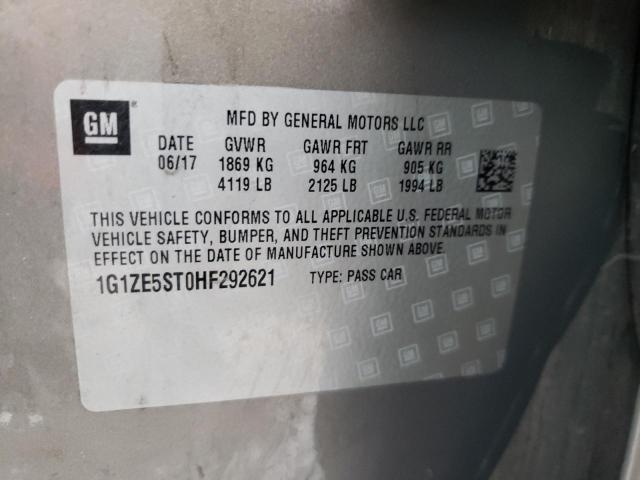 GM
MFD BY GENERAL MOTORS LLC
DATE GVWR GAWR FRT GAWR RR
06/17 1869 KG 964 KG 905 KG
4119 LB 2125 LB 1994 LB
THIS VEHICLE CONFORMS TO ALL APPLICABLE U.S. FEDERAL MOTOR
VEHICLE SAFETY, BUMPER, AND THEFT PREVENTION STANDARDS IN
EFFECT ON THE DATE OF MANUFACTURE SHOWN ABOVE.
1G1ZE5ST0HF292621 TYPE: PASS CAR